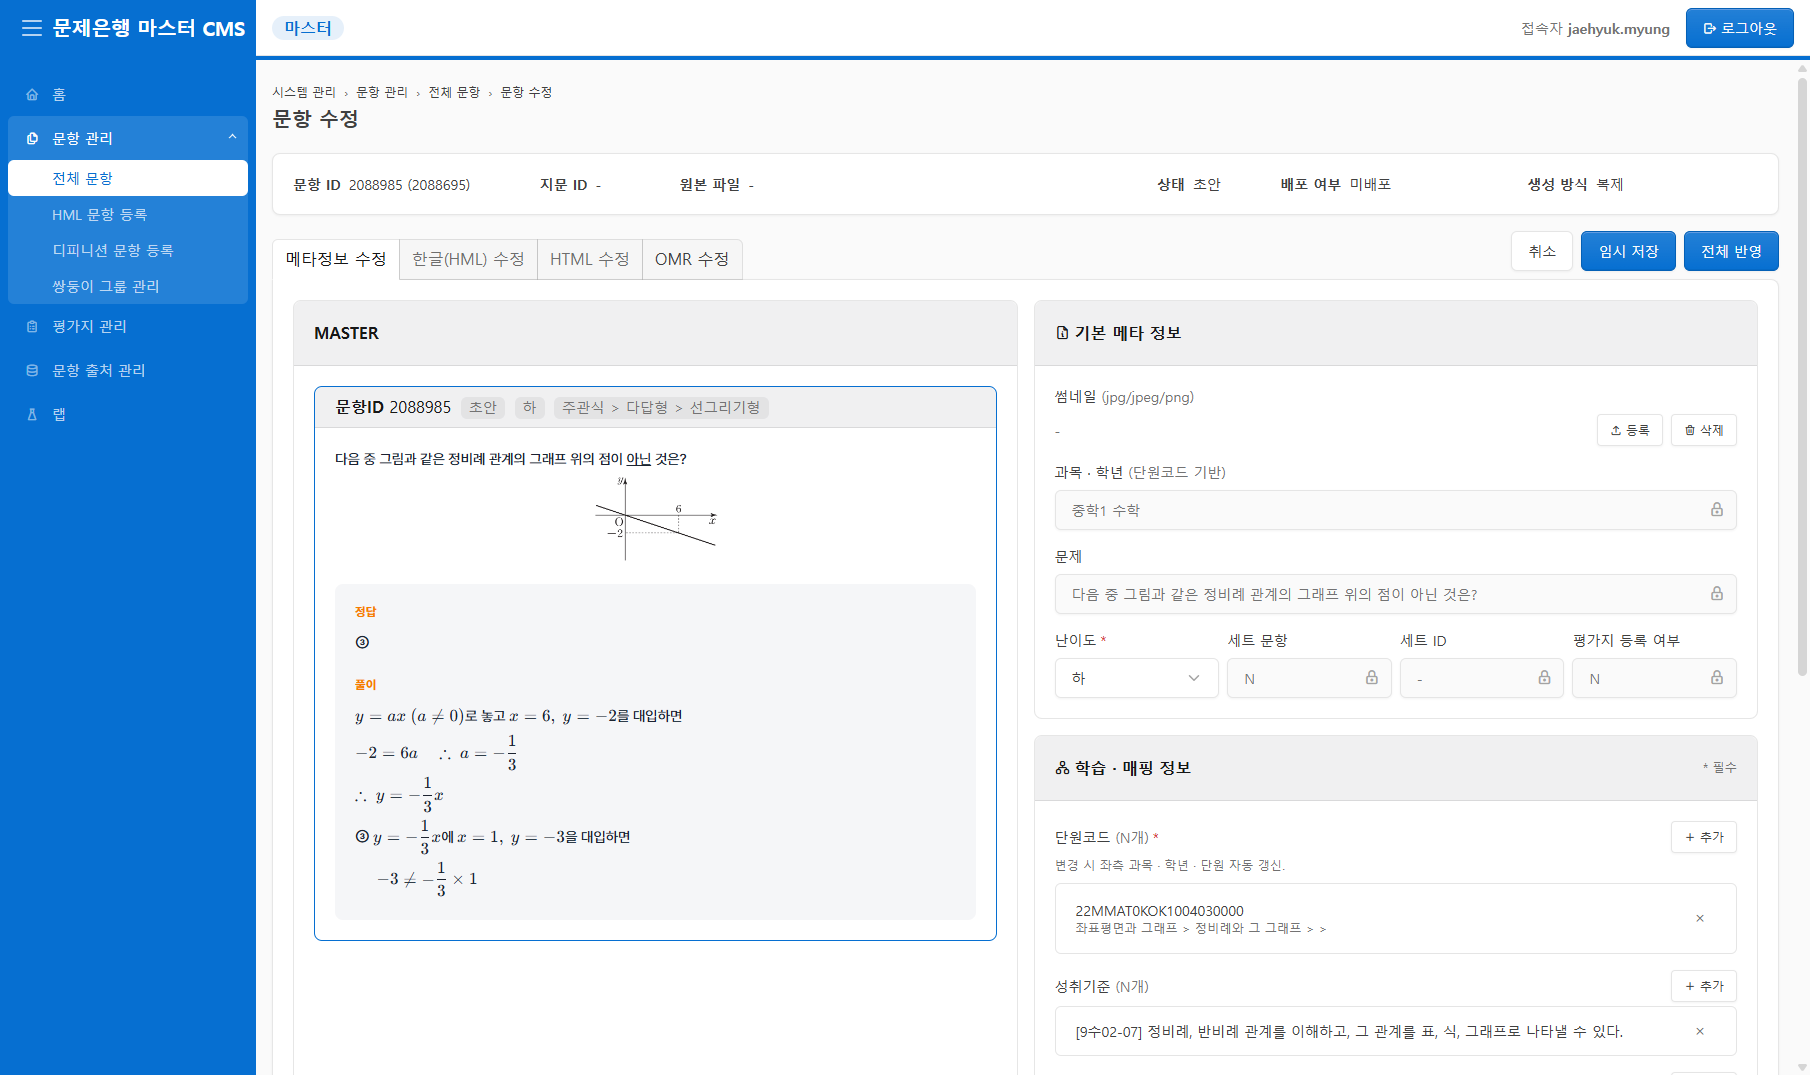 문제은행 마스터 CMS
홈
문항 관리
전체 문항
HML 문항 등록
디피니션 문항 등록
쌍둥이 그룹 관리
평가지 관리
문항 출처 관리
랩
마스터
접속자 jaehyuk.myung
로그아웃
시스템 관리 › 문항 관리 › 전체 문항 › 문항 수정
문항 수정
문항 ID 2088985 (2088695)
지문 ID -
원본 파일 -
상태 초안
배포 여부 미배포
생성 방식 복제
메타정보 수정
한글(HML) 수정
HTML 수정
OMR 수정
취소
임시 저장
전체 반영
MASTER
문항ID 2088985 초안 하 주관식 > 다답형 > 선그리기형
다음 중 그림과 같은 정비례 관계의 그래프 위의 점이 아닌 것은?
y
6
O
x
−2
정답
③
풀이
y = ax (a ≠ 0)로 놓고 x = 6, y = −2를 대입하면
−2 = 6a ∴ a = −1/3
∴ y = −1/3 x
③ y = −1/3 x에 x = 1, y = −3을 대입하면
−3 ≠ −1/3 × 1
기본 메타 정보
썸네일 (jpg/jpeg/png)
-
등록
삭제
과목 · 학년 (단원코드 기반)
중학1 수학
문제
다음 중 그림과 같은 정비례 관계의 그래프 위의 점이 아닌 것은?
난이도 *
세트 문항
세트 ID
평가지 등록 여부
하
N
-
N
학습 · 매핑 정보
* 필수
단원코드 (N개) *
+ 추가
변경 시 좌측 과목 · 학년 · 단원 자동 갱신.
22MMAT0KOK1004030000
좌표평면과 그래프 > 정비례와 그 그래프 > >
×
성취기준 (N개)
+ 추가
[9수02-07] 정비례, 반비례 관계를 이해하고, 그 관계를 표, 식, 그래프로 나타낼 수 있다.
×